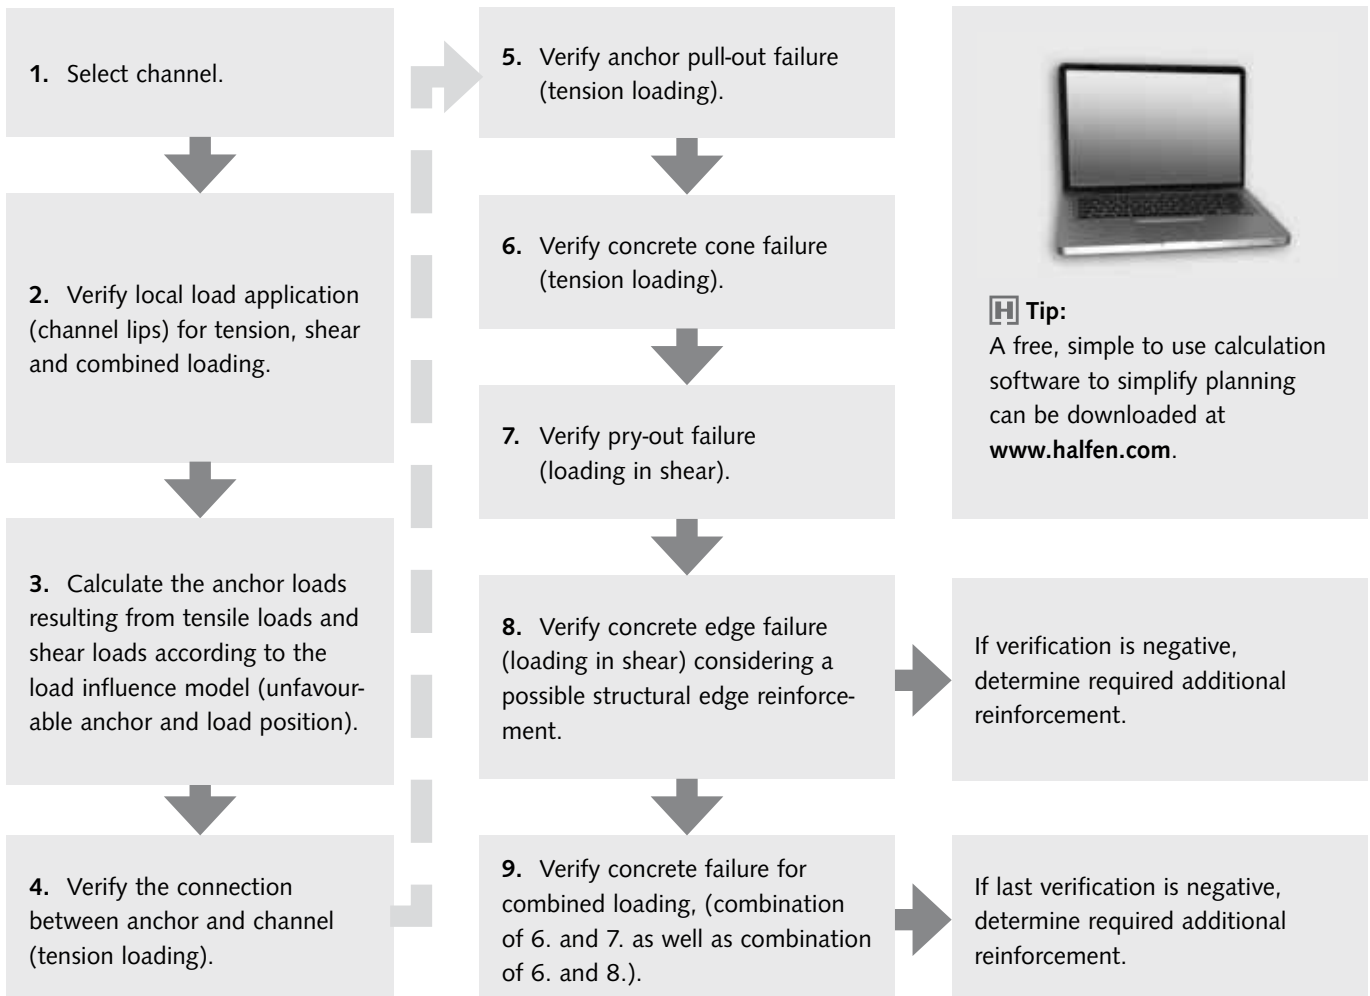 1. Select channel.
2. Verify local load application
(channel lips) for tension, shear
and combined loading.
3. Calculate the anchor loads
resulting from tensile loads and
shear loads according to the
load influence model (unfavour-
able anchor and load position).
4. Verify the connection
between anchor and channel
(tension loading).
5. Verify anchor pull-out failure
(tension loading).
6. Verify concrete cone failure
(tension loading).
7. Verify pry-out failure
(loading in shear).
8. Verify concrete edge failure
(loading in shear) considering a
possible structural edge reinforce-
ment.
9. Verify concrete failure for
combined loading, (combination
of 6. and 7. as well as combination
of 6. and 8.).
H Tip:
A free, simple to use calculation
software to simplify planning
can be downloaded at
www.halfen.com.
If verification is negative,
determine required additional
reinforcement.
If last verification is negative,
determine required additional
reinforcement.